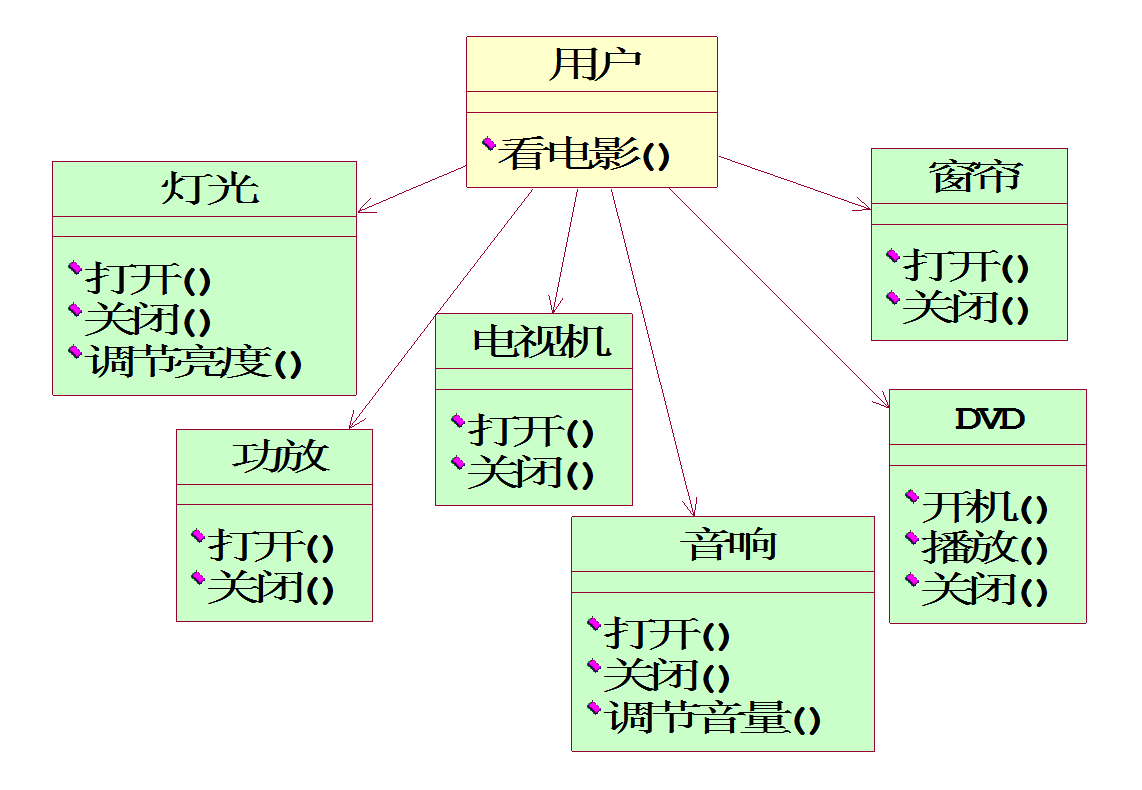 用户
看电影()
灯光
打开()
关闭()
调节亮度()
窗帘
打开()
关闭()
电视机
打开()
关闭()
DVD
开机()
播放()
关闭()
功放
打开()
关闭()
音响
打开()
关闭()
调节音量()